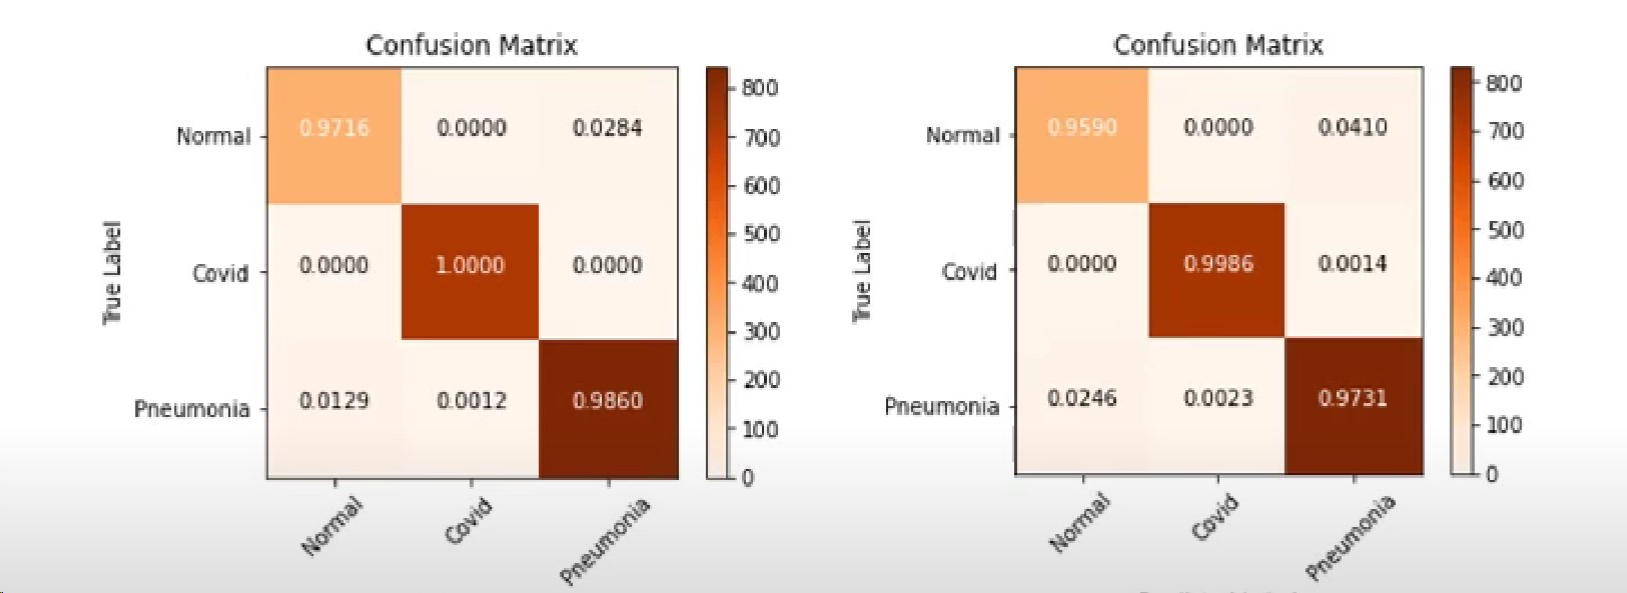 Confusion Matrix
True Label
Normal 0.9716 0.0000 0.0284
Covid 0.0000 1.0000 0.0000
Pneumonia 0.0129 0.0012 0.9860
Normal Covid Pneumonia
800
700
600
500
400
300
200
100
0
Confusion Matrix
True Label
Normal 0.9590 0.0000 0.0410
Covid 0.0000 0.9986 0.0014
Pneumonia 0.0246 0.0023 0.9731
Normal Covid Pneumonia
800
700
600
500
400
300
200
100
0